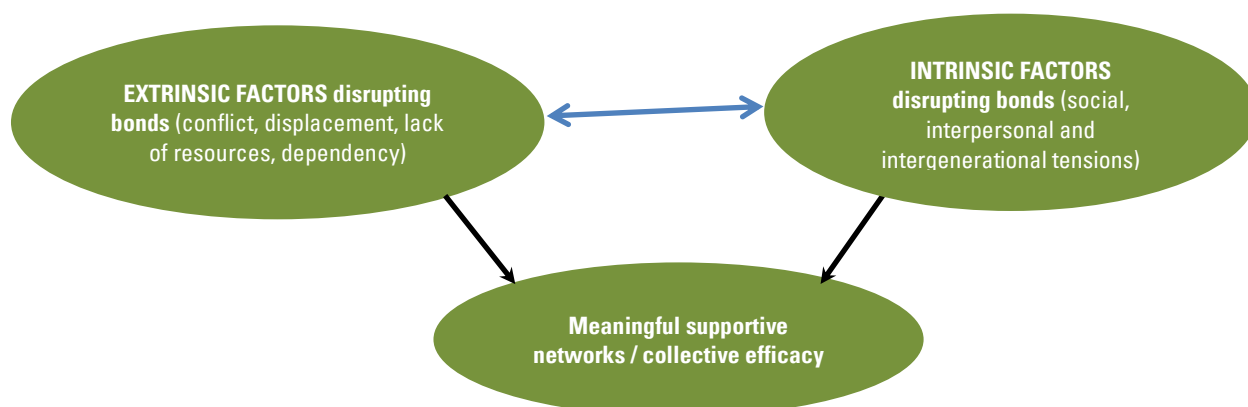 EXTRINSIC FACTORS disrupting
bonds (conflict, displacement, lack
of resources, dependency)
INTRINSIC FACTORS
disrupting bonds (social,
interpersonal and
intergenerational tensions)
Meaningful supportive
networks / collective efficacy